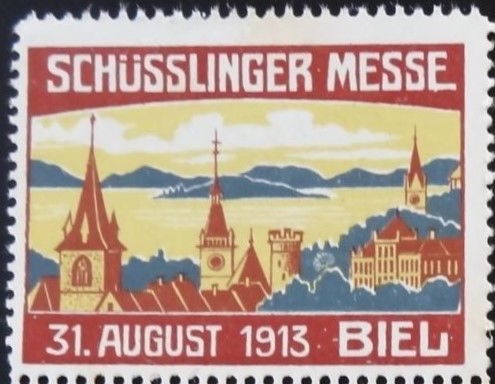 SCHÜSSLINGER MESSE
31. AUGUST 1913 BIEL